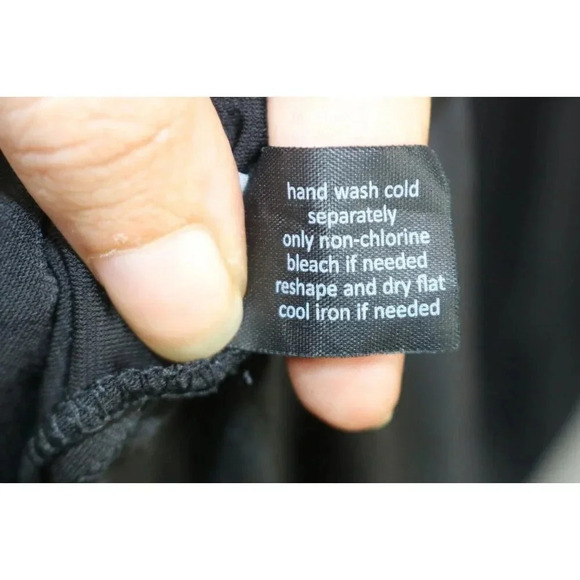 hand wash cold
separately
only non-chlorine
bleach if needed
reshape and dry flat
cool iron if needed